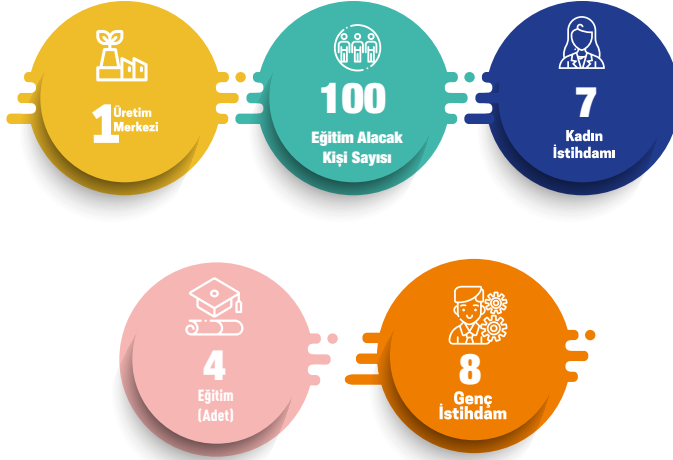 1 Üretim
Merkezi
100
Eğitim Alacak
Kişi Sayısı
7
Kadın
İstihdamı
4
Eğitim
(Adet)
8
Genç
İstihdam